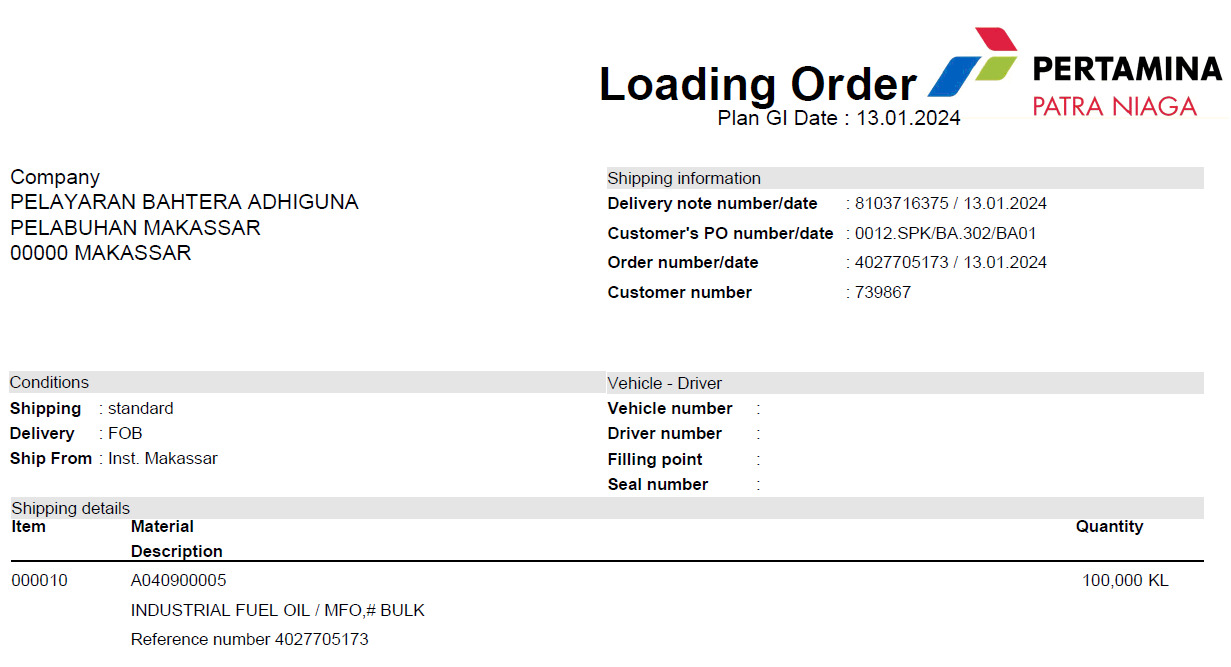 Loading Order
PERTAMINA
PATRA NIAGA
Plan GI Date : 13.01.2024
Company
PELAYARAN BAHTERA ADHIGUNA
PELABUHAN MAKASSAR
00000 MAKASSAR
Shipping information
Delivery note number/date : 8103716375 / 13.01.2024
Customer's PO number/date : 0012.SPK/BA.302/BA01
Order number/date : 4027705173 / 13.01.2024
Customer number : 739867
Conditions
Shipping : standard
Delivery : FOB
Ship From : Inst. Makassar
Vehicle - Driver
Vehicle number :
Driver number :
Filling point :
Seal number :
Shipping details
Item Material Quantity
Description
000010 A040900005 100,000 KL
INDUSTRIAL FUEL OIL / MFO,# BULK
Reference number 4027705173